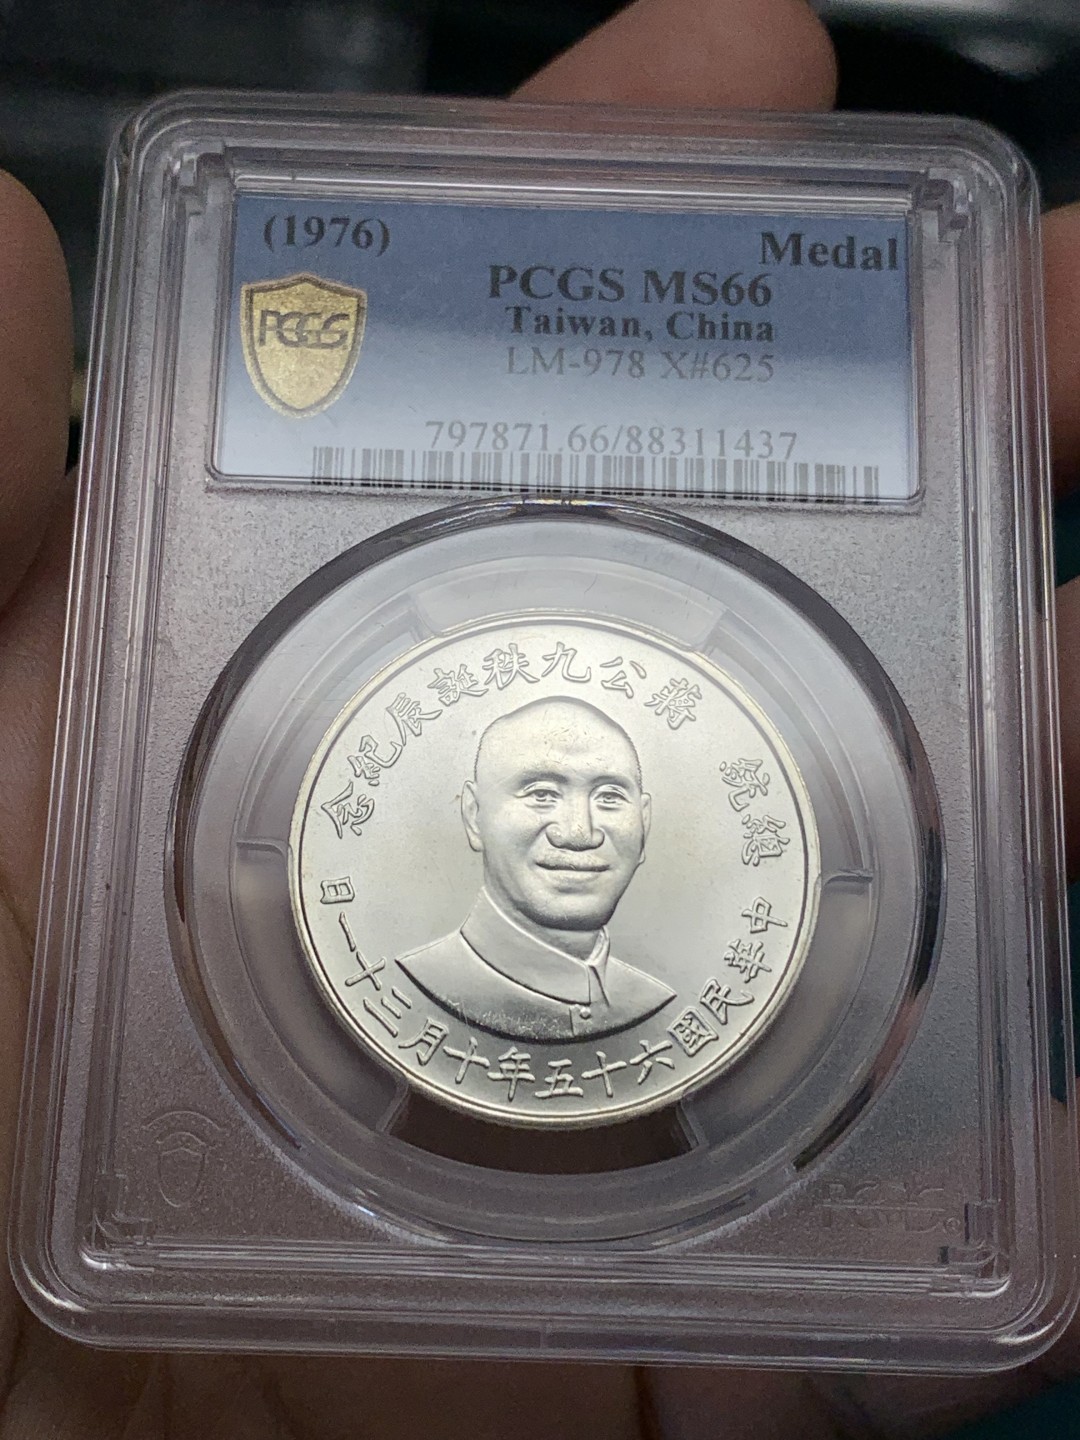 (1976)
Medal
PCGS MS66
Taiwan, China
LM-978 X#625
797871.66/88311437
PCGS
總統
蔣公九秩誕辰紀念
中華民國六十五年十月三十一日
PCGS